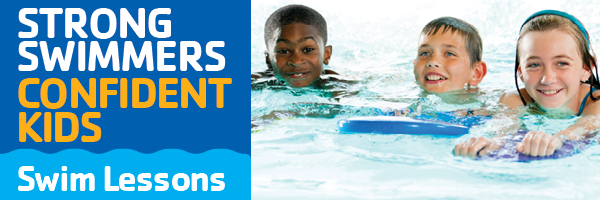 STRONG
SWIMMERS
CONFIDENT
KIDS
Swim Lessons